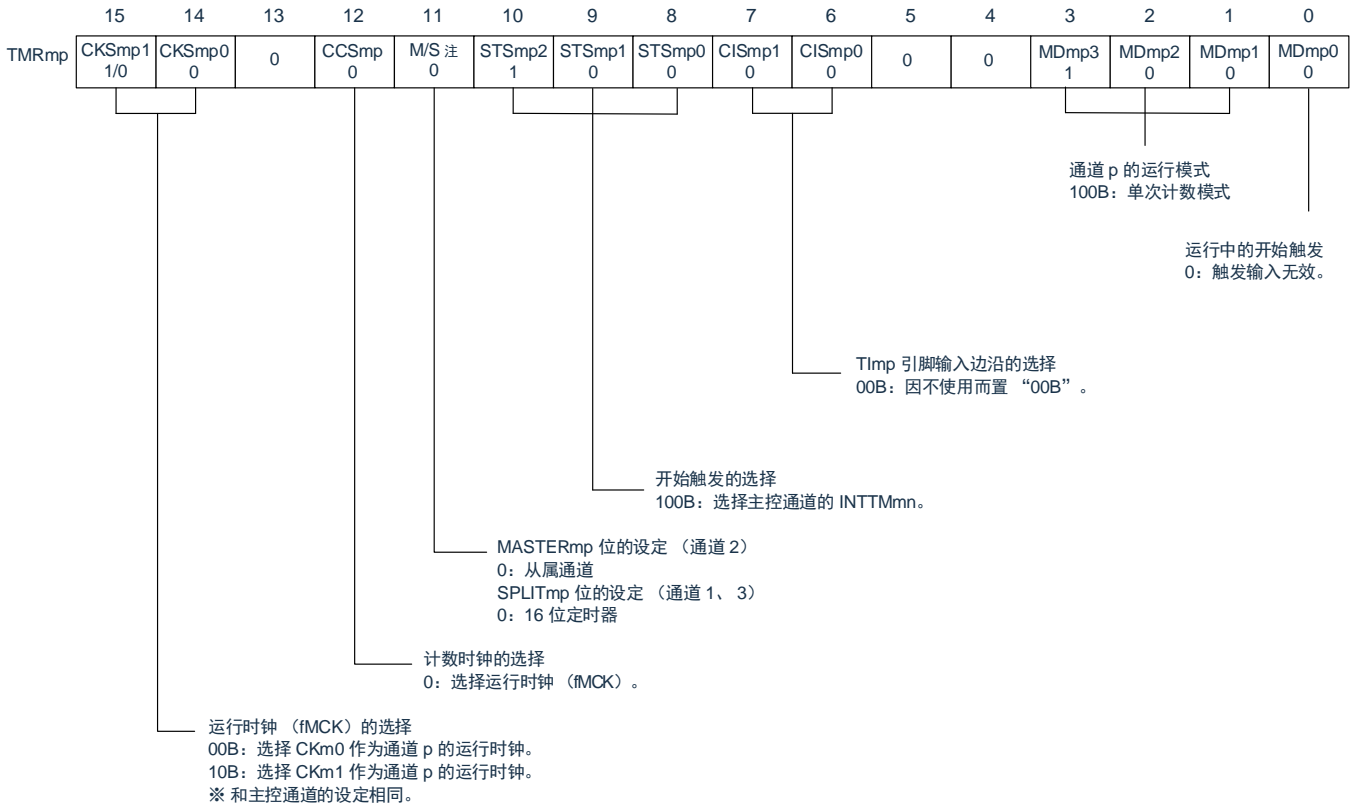 15 14 13 12 11 10 9 8 7 6 5 4 3 2 1 0
TMRmp CKSmp1 CKSmp0 0 CCSmp M/S 注 STSmp2 STSmp1 STSmp0 CISmp1 CISmp0 0 0 MDmp3 MDmp2 MDmp1 MDmp0
1/0 0 0 0 1 0 0 0 0 1 0 0 0
通道 p 的运行模式
100B：单次计数模式
运行中的开始触发
0：触发输入无效。
TImp 引脚输入边沿的选择
00B：因不使用而置 “00B”。
开始触发的选择
100B：选择主控通道的 INTTMmn。
MASTERmp 位的设定 （通道 2）
0：从属通道
SPLITmp 位的设定 （通道 1、 3）
0：16 位定时器
计数时钟的选择
0：选择运行时钟 （fMCK）。
运行时钟 （fMCK）的选择
00B：选择 CKm0 作为通道 p 的运行时钟。
10B：选择 CKm1 作为通道 p 的运行时钟。
※ 和主控通道的设定相同。